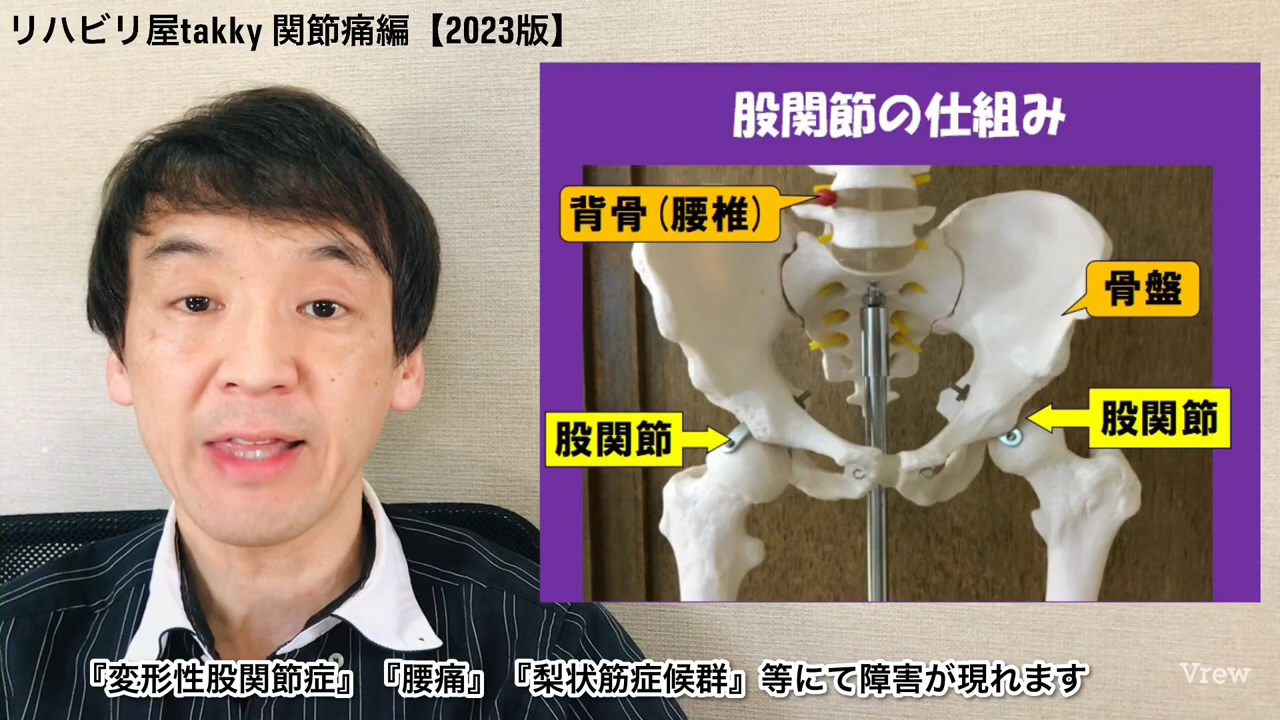 リハビリ屋takky 関節痛編【2023版】
股関節の仕組み
背骨(腰椎)
骨盤
股関節
股関節
『変形性股関節症』『腰痛』『梨状筋症候群』等にて障害が現れます
Vrew